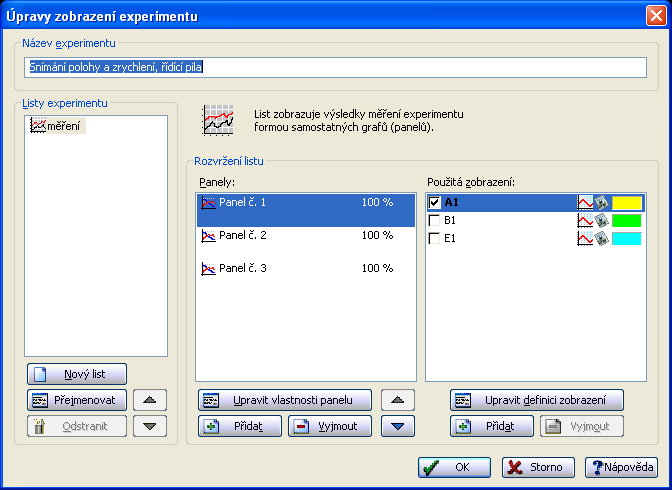 Úpravy zobrazení experimentu
Název experimentu
Snímání polohy a zrychlení, řídící pila
Listy experimentu
měření
List zobrazuje výsledky měření experimentu
formou samostatných grafů (panelů).
Rozvržení listu
Panely:
Použitá zobrazení:
Panel č. 1 100 %
A1
B1
Panel č. 2 100 %
E1
Panel č. 3 100 %
Nový list
Přejmenovat
Upravit vlastnosti panelu
Upravit definici zobrazení
Odstranit
Přidat
Vyjmout
Přidat
Vyjmout
OK
Storno
Nápověda